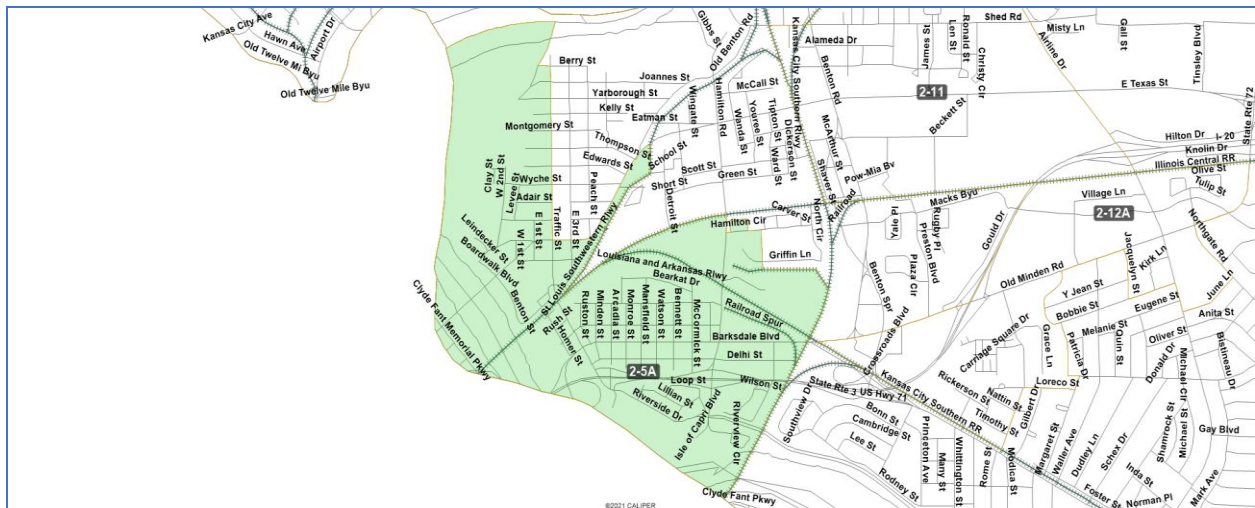 Kansas City Ave
Hawn Ave
Airport Dr
Old Twelve Mi Byu
Old Twelve Mile Byu
Berry St
Joannes St
Yarborough St
Kelly St
Eatman St
Montgomery St
Thompson St
Edwards St
School St
Wingate St
Gibbs St
Old Benton Rd
Hamilton Rd
McCall St
Wanda St
Youree St
Tipton St
Ward St
Dickerson St
Kansas City Southern Rlwy
Alameda Dr
Benton Rd
McArthur St
Shaver St
James St
Len St
Ronald St
Christy Cir
Shed Rd
Airline Dr
Misty Ln
Gail St
Tinsley Blvd
E Texas St
State Rte 72
2-11
Beckett St
Hilton Dr
I- 20
Knolin Dr
Illinois Central RR
Olive St
Tulip St
Village Ln
2-12A
Northgate Rd
Clay St
W 2nd St
Levee St
Wyche St
Adair St
E 1st St
W 1st St
Traffic St
E 3rd St
Peach St
Scott St
Green St
Short St
Detroit St
Pow-Mia Bv
Macks Byu
Carver St
Hamilton Cir
North Cir
Railroad
Griffin Ln
Yale Pl
Rugby Pl
Preston Blvd
Plaza Cir
Benton Spr
Gould Dr
Old Minden Rd
Jacquelyn St
Kirk Ln
June Ln
Leindecker St
Boardwalk Blvd
Benton St
Clyde Fant Memorial Pkwy
St Louis Southwestern Rlwy
Louisiana and Arkansas Rlwy
Bearkat Dr
Rush St
Homer St
Ruston St
Minden St
Arcadia St
Monroe St
Mansfield St
Watson St
Bennett St
Mccormick St
Railroad Spur
Barksdale Blvd
Delhi St
2-5A
Loop St
Wilson St
Lillian St
Riverside Dr
Isle of Capri Blvd
Riverview Cir
Clyde Fant Pkwy
Crossroads Blvd
Kansas City Southern RR
State Rte 3
US Hwy 71
Southview Dr
Bonn St
Cambridge St
Lee St
Rodney St
Princeton Ave
Many St
Whittington St
Rome St
Modica St
Carriage Square Dr
Rickerson St
Nattin St
Timothy St
Gilbert Dr
Grace Ln
Y Jean St
Bobbie St
Melanie St
Patricia Dr
Quin St
Eugene St
Oliver St
Anita St
Bistineau Dr
Donald Dr
Loreco St
Michael Cir
Michael St
Shamrock St
Gay Blvd
Margaret St
Waller Ave
Dudley Ln
Schex Dr
Inda St
Foster St
Norman Pl
Mark Ave
©2021 CALIPER